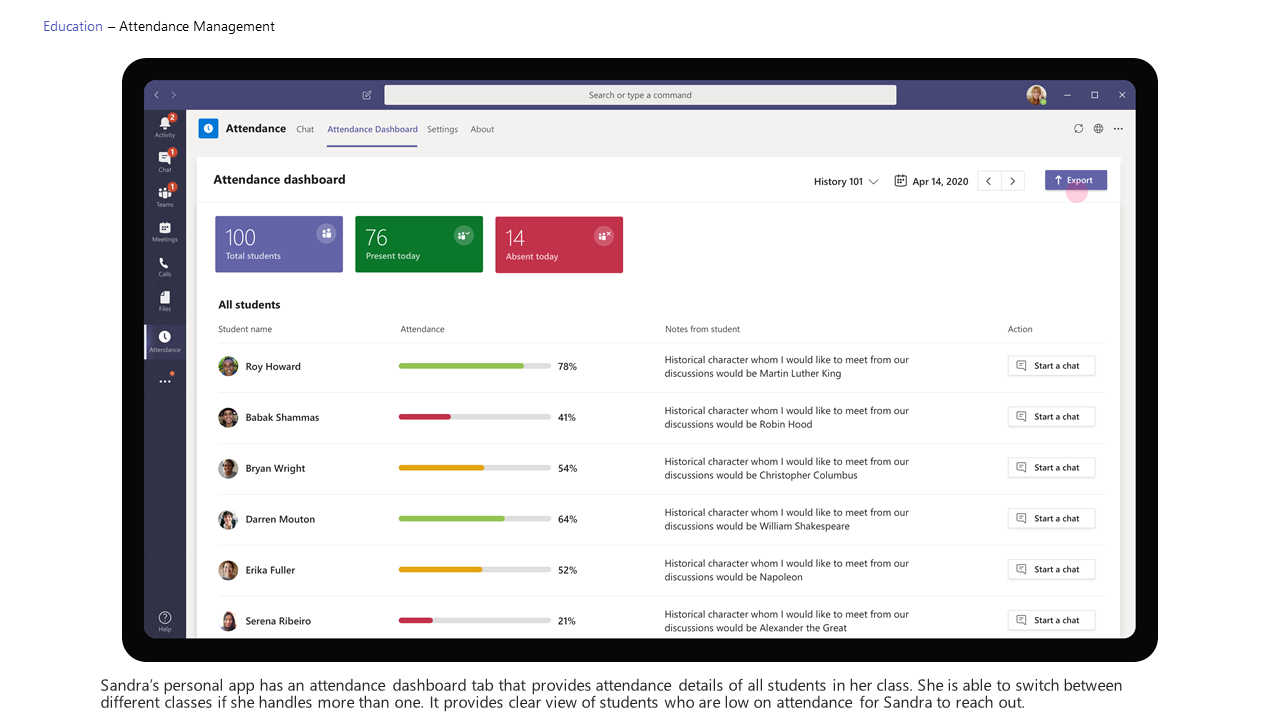 Education – Attendance Management
Search or type a command
Activity
2
Chat
1
Teams
1
Meetings
Calls
Files
Attendance
Help
Attendance Chat Attendance Dashboard Settings About
Attendance dashboard
History 101 Apr 14, 2020 Export
100
Total students
76
Present today
14
Absent today
All students
Student name Attendance Notes from student Action
Roy Howard 78% Historical character whom I would like to meet from our
discussions would be Martin Luther King
Start a chat
Babak Shammas 41% Historical character whom I would like to meet from our
discussions would be Robin Hood
Start a chat
Bryan Wright 54% Historical character whom I would like to meet from our
discussions would be Christopher Columbus
Start a chat
Darren Mouton 64% Historical character whom I would like to meet from our
discussions would be William Shakespeare
Start a chat
Erika Fuller 52% Historical character whom I would like to meet from our
discussions would be Napoleon
Start a chat
Serena Ribeiro 21% Historical character whom I would like to meet from our
discussions would be Alexander the Great
Start a chat
Sandra's personal app has an attendance dashboard tab that provides attendance details of all students in her class. She is able to switch between
different classes if she handles more than one. It provides clear view of students who are low on attendance for Sandra to reach out.